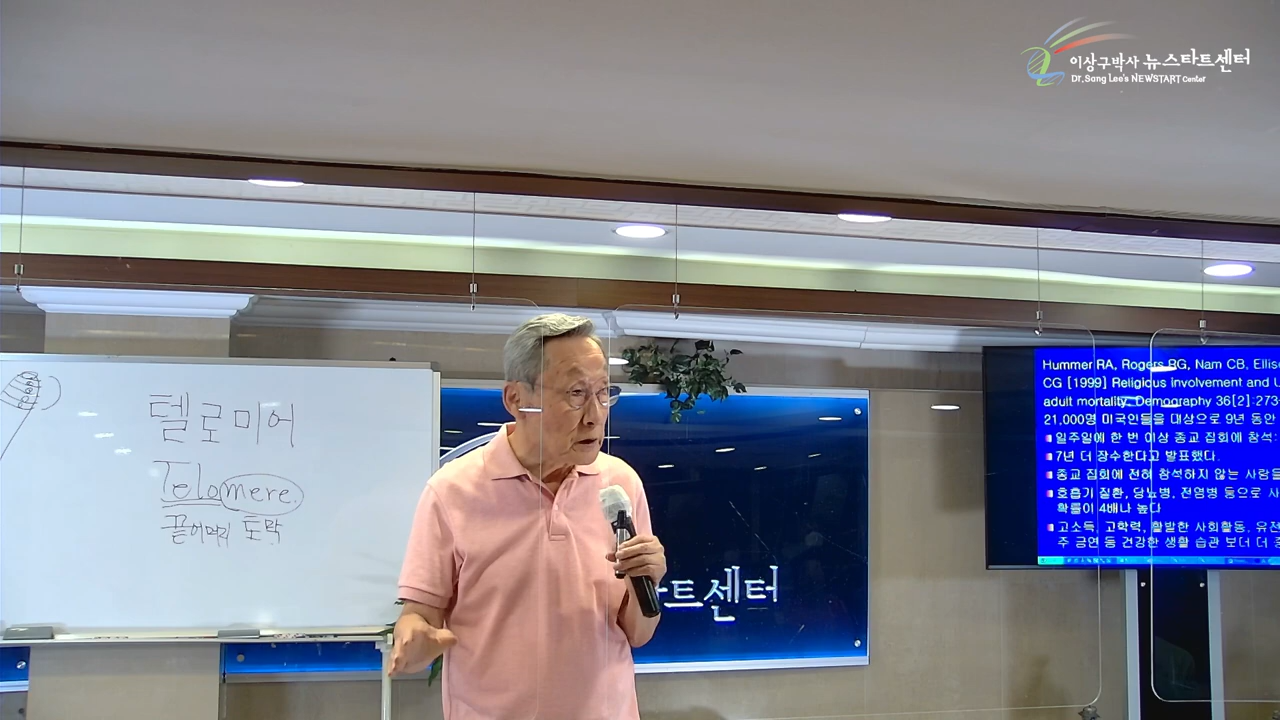 이상구박사 뉴스타트센터
Dr. Sang Lee's NEWSTART Center
텔로미어
Telomere
끝어머리 토막
타트센터
Hummer RA, Rogers RG, Nam CB, Ellis
CG [1999] Religious involvement and U
adult mortality. Demography 36[2]:273-
21,000명 미국인들을 대상으로 9년 동안
일주일에 한 번 이상 종교 집회에 참석
7년 더 장수한다고 발표했다.
종교 집회에 전혀 참석하지 않는 사람들
호흡기 질환, 당뇨병, 전염병 등으로 사
확률이 4배나 높다
고소득, 고학력, 활발한 사회활동, 유전
주 금연 등 건강한 생활 습관 보더 더